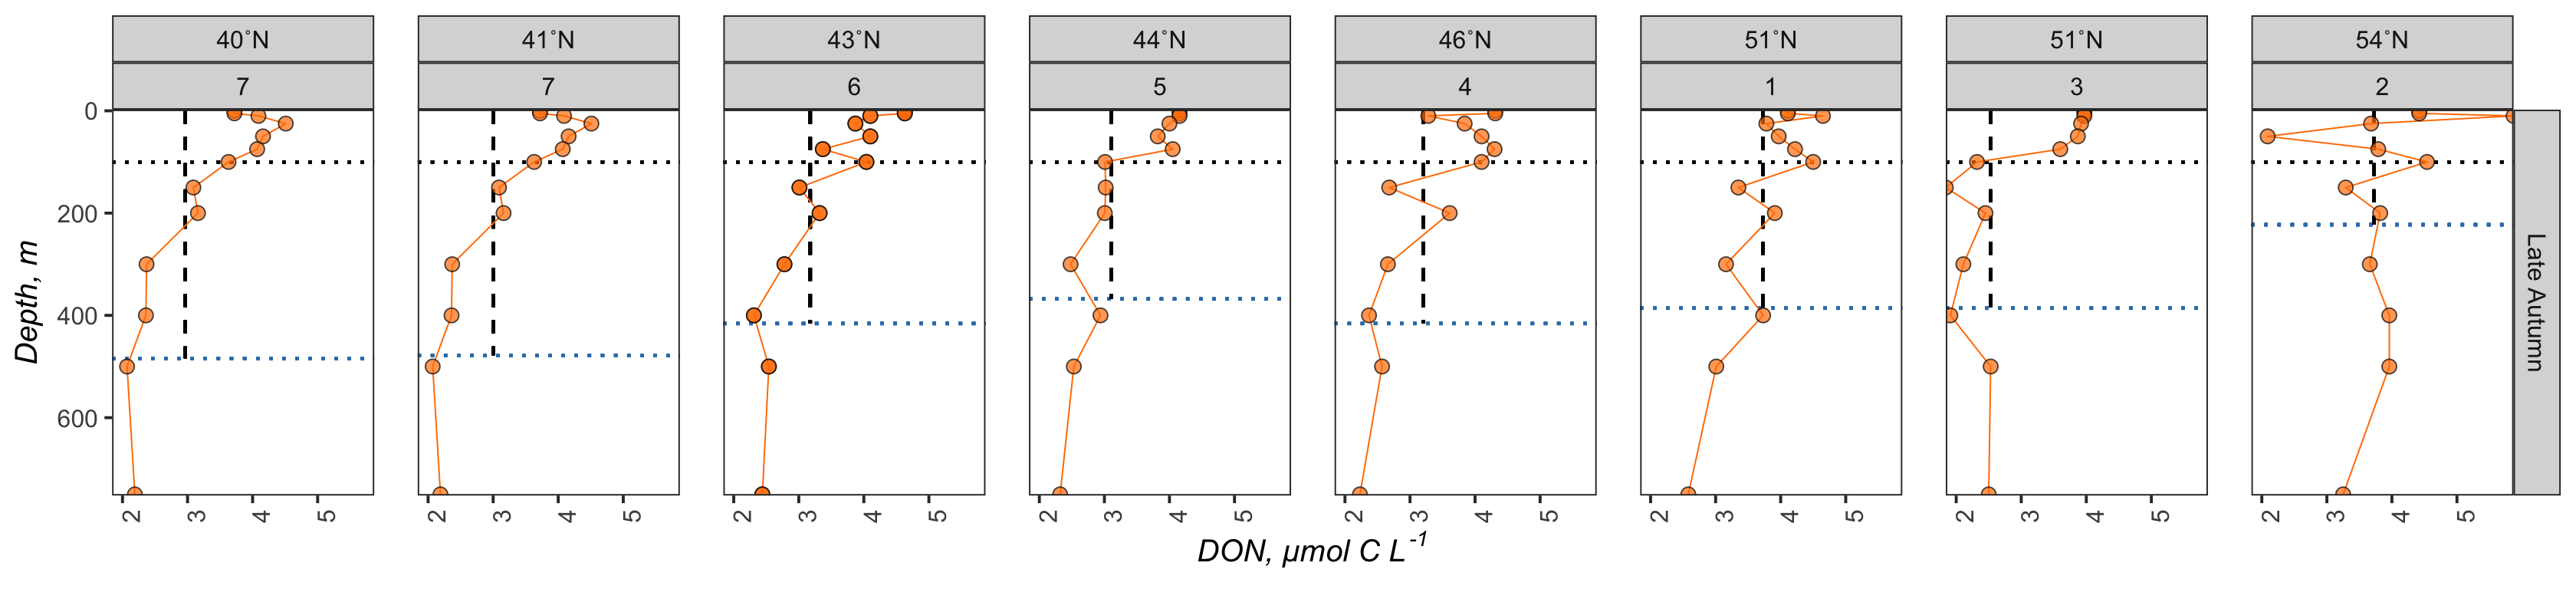 40°N 41°N 43°N 44°N 46°N 51°N 51°N 54°N
7 7 6 5 4 1 3 2
0
200
400
600
Depth, m
Late Autumn
2 3 4 5 2 3 4 5 2 3 4 5 2 3 4 5 2 3 4 5 2 3 4 5 2 3 4 5 2 3 4 5
DON, µmol C L⁻¹